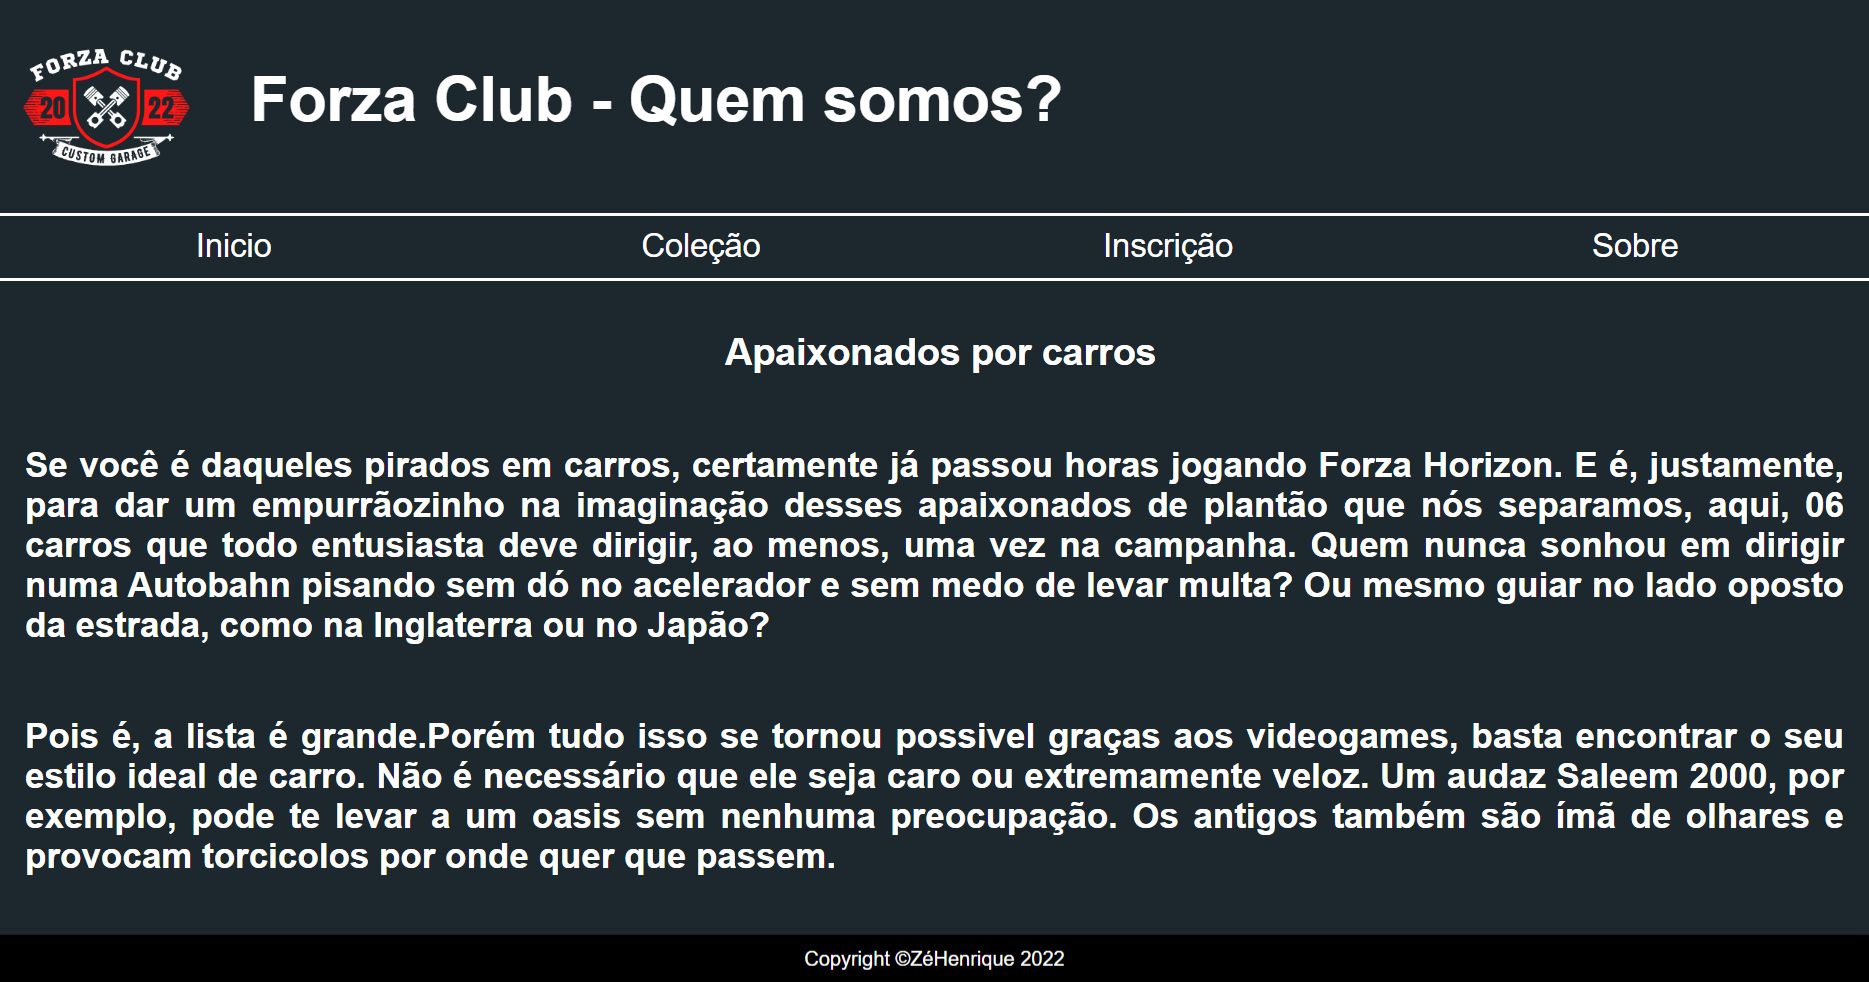 FORZA CLUB
20 22
CUSTOM GARAGE
Forza Club - Quem somos?
Inicio Coleção Inscrição Sobre
Apaixonados por carros
Se você é daqueles pirados em carros, certamente já passou horas jogando Forza Horizon. E é, justamente,
para dar um empurrãozinho na imaginação desses apaixonados de plantão que nós separamos, aqui, 06
carros que todo entusiasta deve dirigir, ao menos, uma vez na campanha. Quem nunca sonhou em dirigir
numa Autobahn pisando sem dó no acelerador e sem medo de levar multa? Ou mesmo guiar no lado oposto
da estrada, como na Inglaterra ou no Japão?
Pois é, a lista é grande.Porém tudo isso se tornou possivel graças aos videogames, basta encontrar o seu
estilo ideal de carro. Não é necessário que ele seja caro ou extremamente veloz. Um audaz Saleem 2000, por
exemplo, pode te levar a um oasis sem nenhuma preocupação. Os antigos também são ímã de olhares e
provocam torcicolos por onde quer que passem.
Copyright ©ZéHenrique 2022